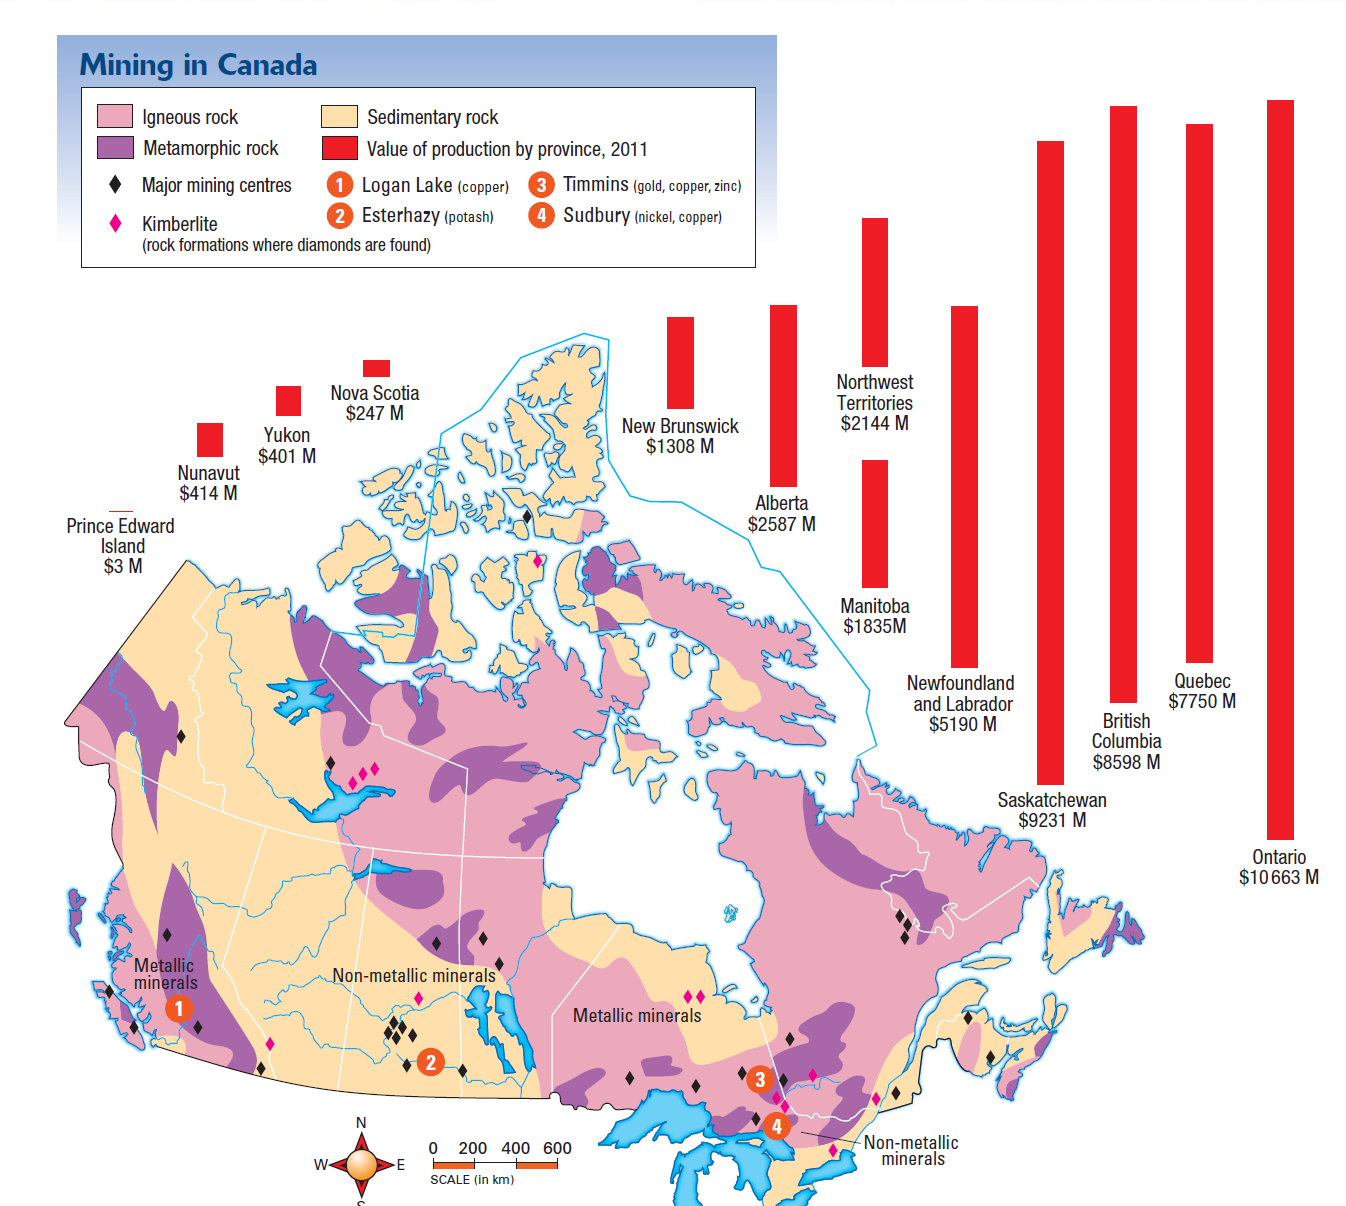 Mining in Canada
Igneous rock
Sedimentary rock
Metamorphic rock
Value of production by province, 2011
Major mining centres
1 Logan Lake (copper)
3 Timmins (gold, copper, zinc)
Kimberlite
(rock formations where diamonds are found)
2 Esterhazy (potash)
4 Sudbury (nickel, copper)
Prince Edward
Island
$3 M
Nunavut
$414 M
Yukon
$401 M
Nova Scotia
$247 M
New Brunswick
$1308 M
Alberta
$2587 M
Northwest
Territories
$2144 M
Manitoba
$1835M
Newfoundland
and Labrador
$5190 M
Saskatchewan
$9231 M
British
Columbia
$8598 M
Quebec
$7750 M
Ontario
$10 663 M
Metallic
minerals
1
Non-metallic minerals
2
Metallic minerals
3
4
Non-metallic
minerals
N
W
E
S
0 200 400 600
SCALE (in km)